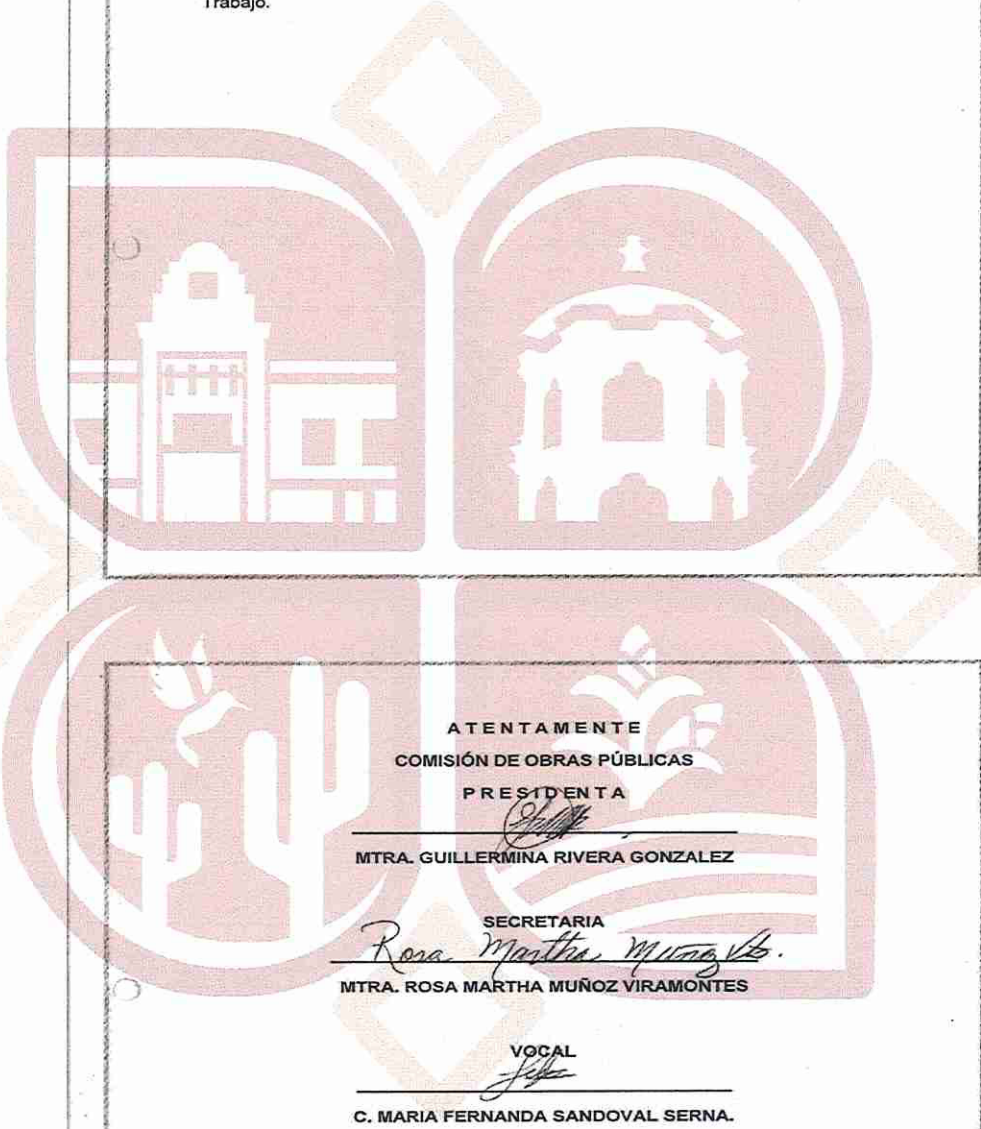 Trabajo.
A T E N T A M E N T E
COMISIÓN DE OBRAS PÚBLICAS
P R E S I D E N T A
MTRA. GUILLERMINA RIVERA GONZALEZ
SECRETARIA
Rosa Martha Muñoz Vts.
MTRA. ROSA MARTHA MUÑOZ VIRAMONTES
VOCAL
C. MARIA FERNANDA SANDOVAL SERNA.